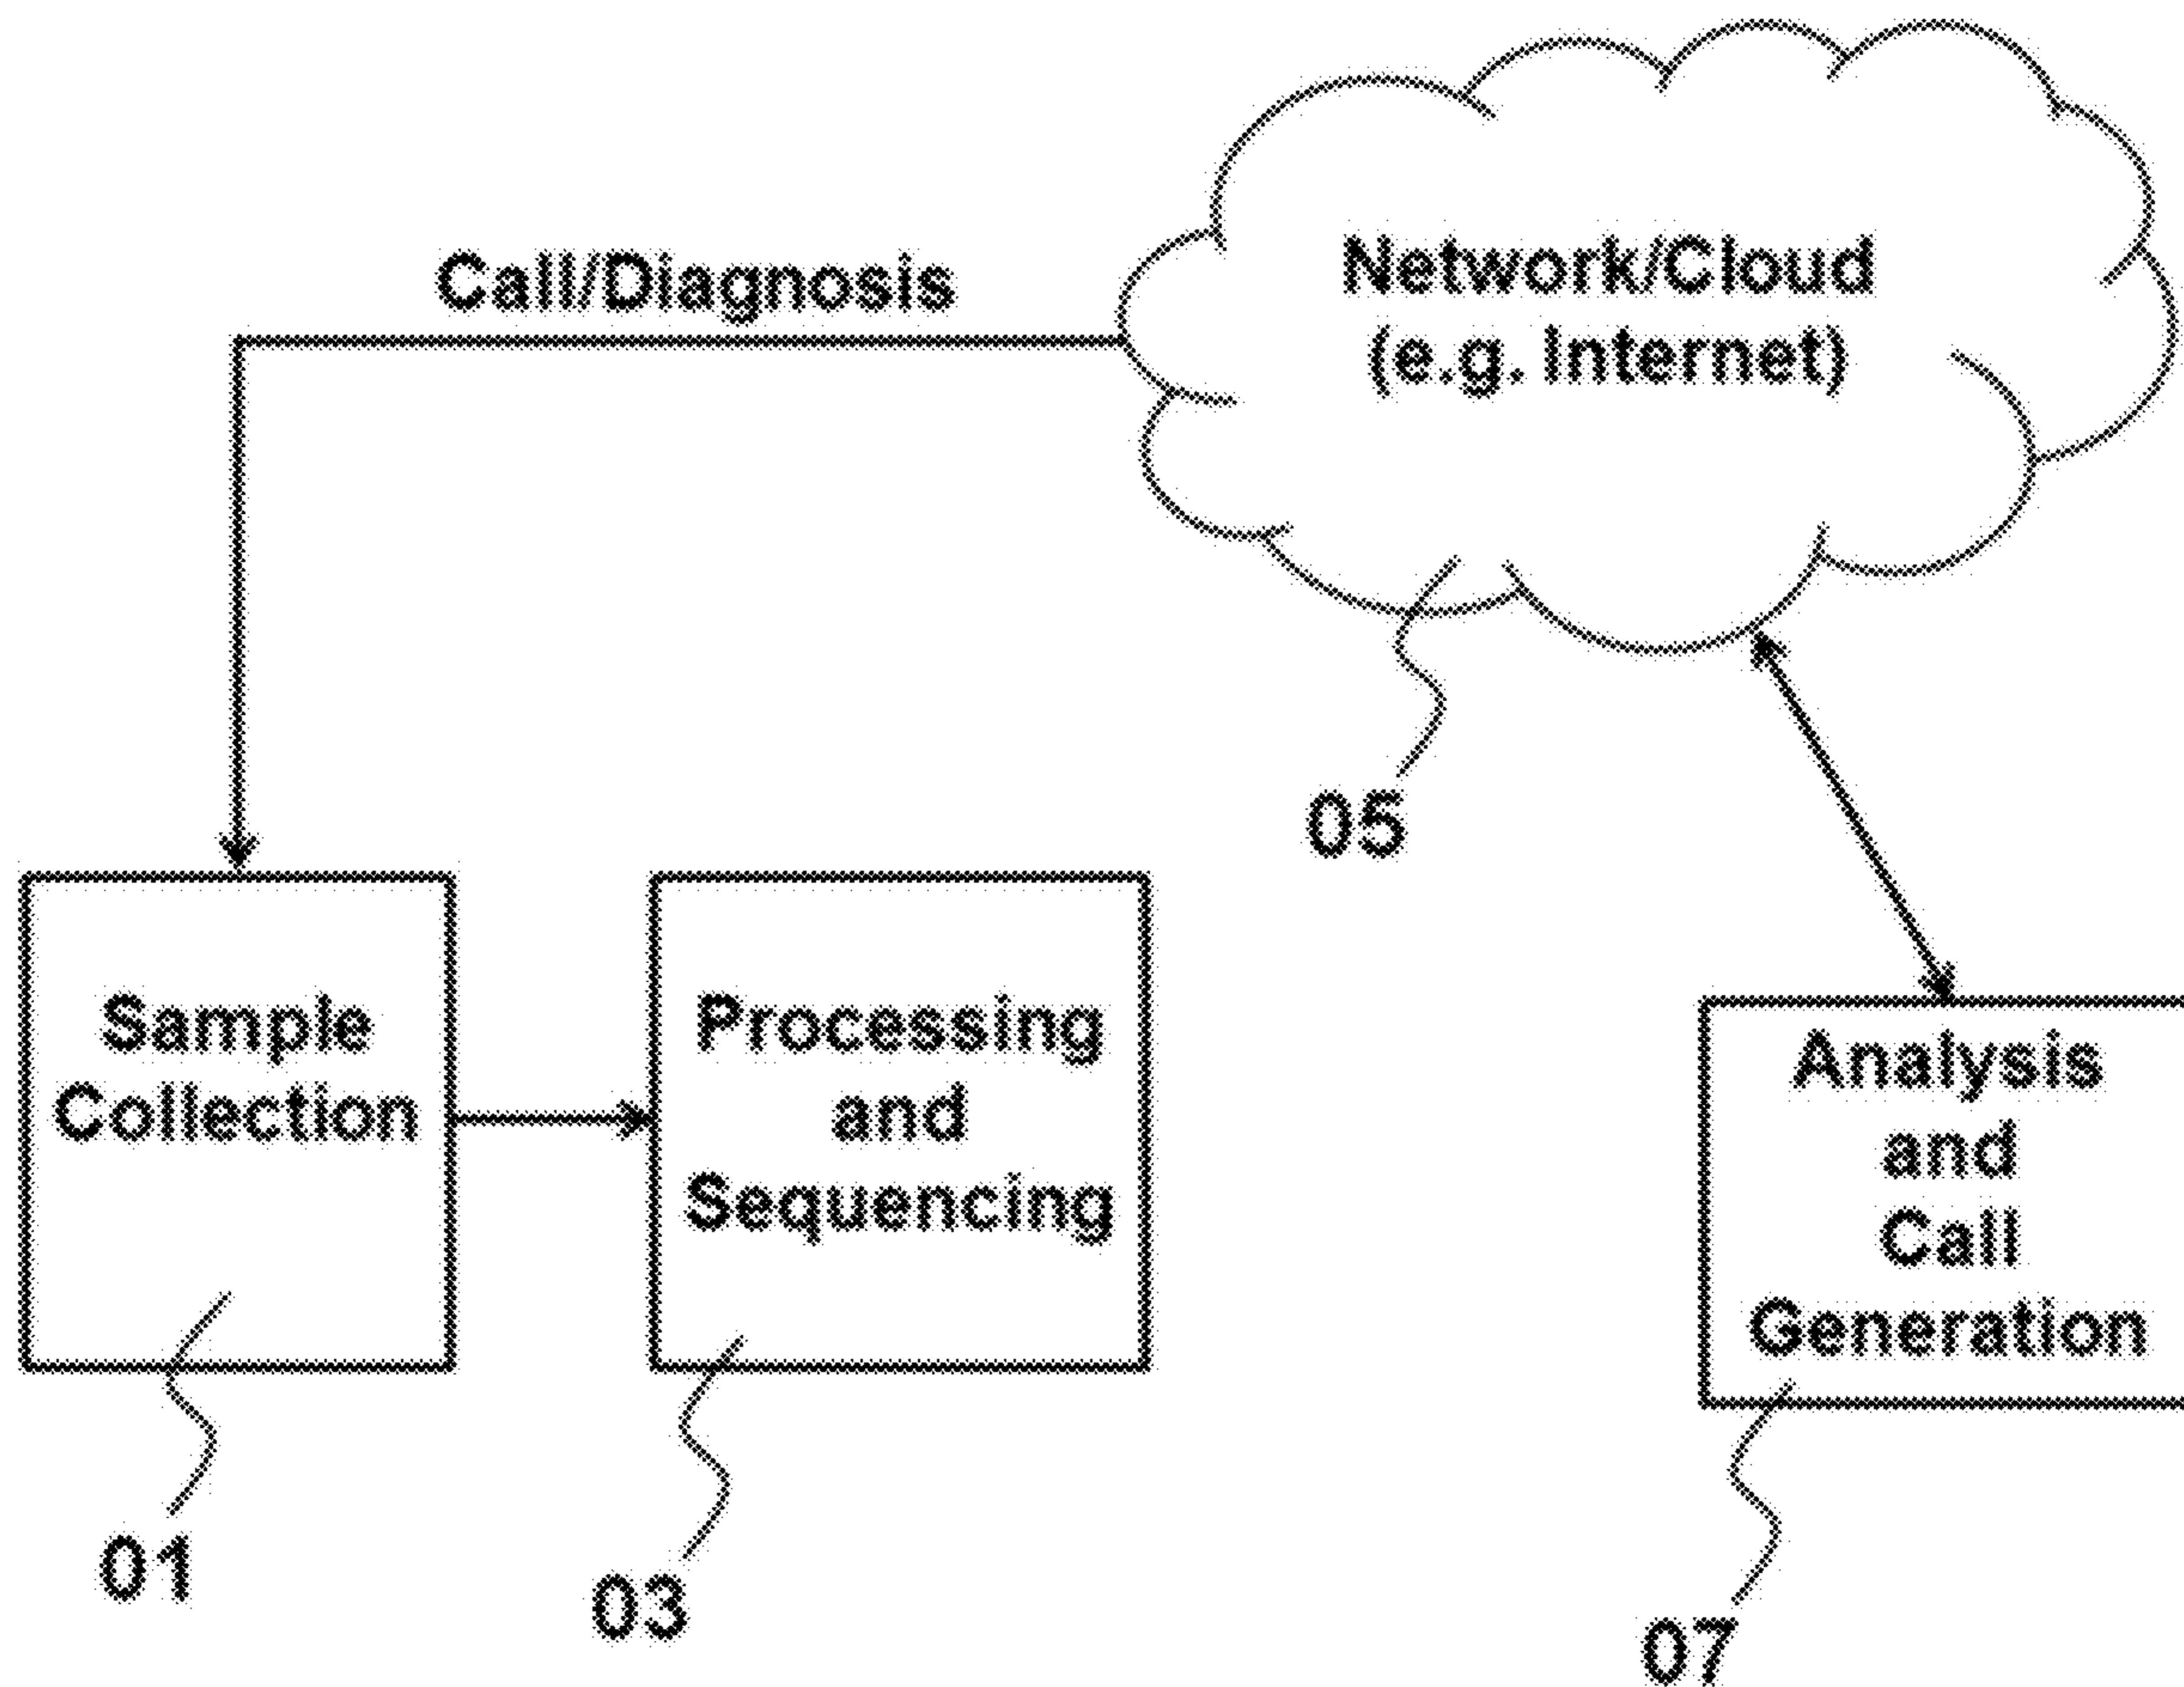 Network/Cloud
(e.g. Internet)
Call/Diagnosis
05
Sample
Collection
Processing
and
Sequencing
Analysis
and
Call
Generation
01
03
07